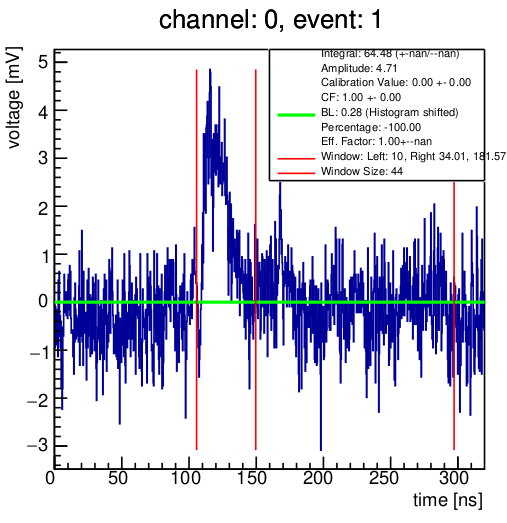 channel: 0, event: 1
voltage [mV]
Integral: 64.48 (+-nan/--nan)
Amplitude: 4.71
Calibration Value: 0.00 +- 0.00
CF: 1.00 +- 0.00
BL: 0.28 (Histogram shifted)
Percentage: -100.00
Eff. Factor: 1.00+--nan
Window: Left: 10, Right 34.01, 181.57
Window Size: 44
5
4
3
2
1
0
−1
−2
−3
0 50 100 150 200 250 300
time [ns]